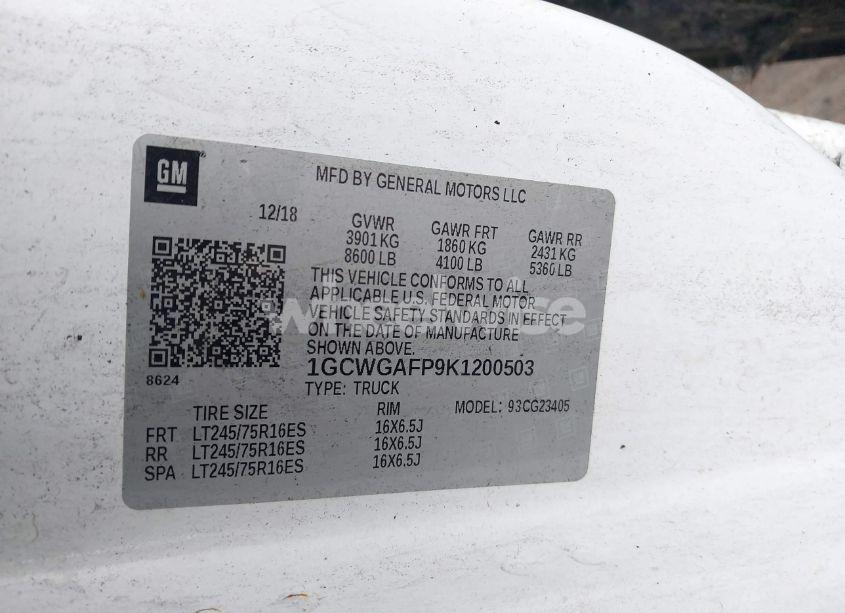 GM
MFD BY GENERAL MOTORS LLC
12/18
GVWR
3901 KG
8600 LB
GAWR FRT
1860 KG
4100 LB
GAWR RR
2431 KG
5360 LB
THIS VEHICLE CONFORMS TO ALL
APPLICABLE U.S. FEDERAL MOTOR
VEHICLE SAFETY STANDARDS IN EFFECT
ON THE DATE OF MANUFACTURE
SHOWN ABOVE.
8624
1GCWGAFP9K1200503
TYPE: TRUCK
MODEL: 93CG23405
TIRE SIZE RIM
FRT LT245/75R16ES 16X6.5J
RR LT245/75R16ES 16X6.5J
SPA LT245/75R16ES 16X6.5J